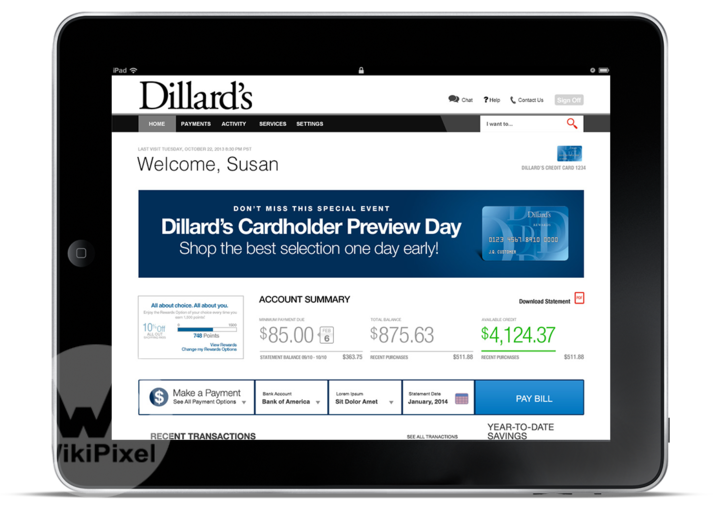 iPad
Dillard's
Chat
Help
Contact Us
Sign Off
HOME PAYMENTS ACTIVITY SERVICES SETTINGS
I want to...
LAST VISIT TUESDAY, OCTOBER 22, 2013 8:30 PM PST
Welcome, Susan
DILLARD'S CREDIT CARD 1234
DON'T MISS THIS SPECIAL EVENT
Dillard's Cardholder Preview Day
Shop the best selection one day early!
Dillard's
0123 4567 8910 0000
J.Q. CUSTOMER
All about choice. All about you.
10% Off
748 Points
View Rewards
Change my Rewards Options
ACCOUNT SUMMARY
Download Statement
MINIMUM PAYMENT DUE
$85.00
6
STATEMENT BALANCE 09/10 - 10/10 $363.75
TOTAL BALANCE
$875.63
RECENT PURCHASES $511.88
AVAILABLE CREDIT
$4,124.37
RECENT PURCHASES $511.88
Make a Payment
See All Payment Options
Bank Account
Bank of America
Lorem Ipsum
Sit Dolor Amet
Statement Date
January, 2014
PAY BILL
RECENT TRANSACTIONS
SEE ALL TRANACTIONS
YEAR-TO-DATE
SAVINGS
W
WikiPixel